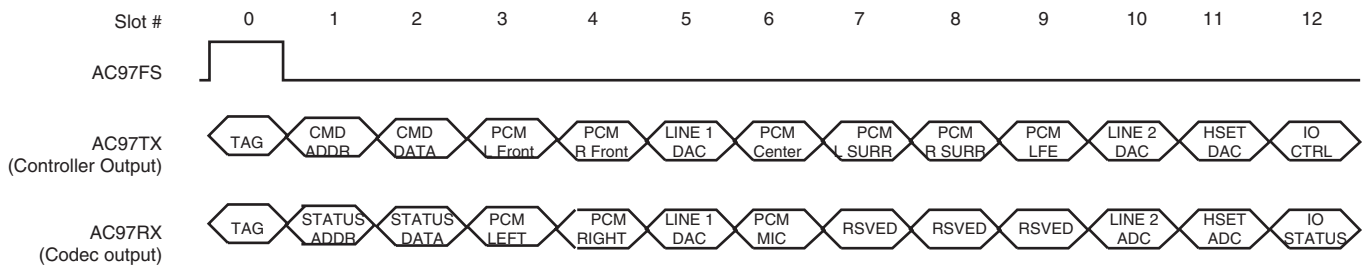 Slot # 0 1 2 3 4 5 6 7 8 9 10 11 12
AC97FS
AC97TX
(Controller Output)
TAG
CMD
ADDR
CMD
DATA
PCM
L Front
PCM
R Front
LINE 1
DAC
PCM
Center
PCM
L SURR
PCM
R SURR
PCM
LFE
LINE 2
DAC
HSET
DAC
IO
CTRL
AC97RX
(Codec output)
TAG
STATUS
ADDR
STATUS
DATA
PCM
LEFT
PCM
RIGHT
LINE 1
DAC
PCM
MIC
RSVED
RSVED
RSVED
LINE 2
ADC
HSET
ADC
IO
STATUS